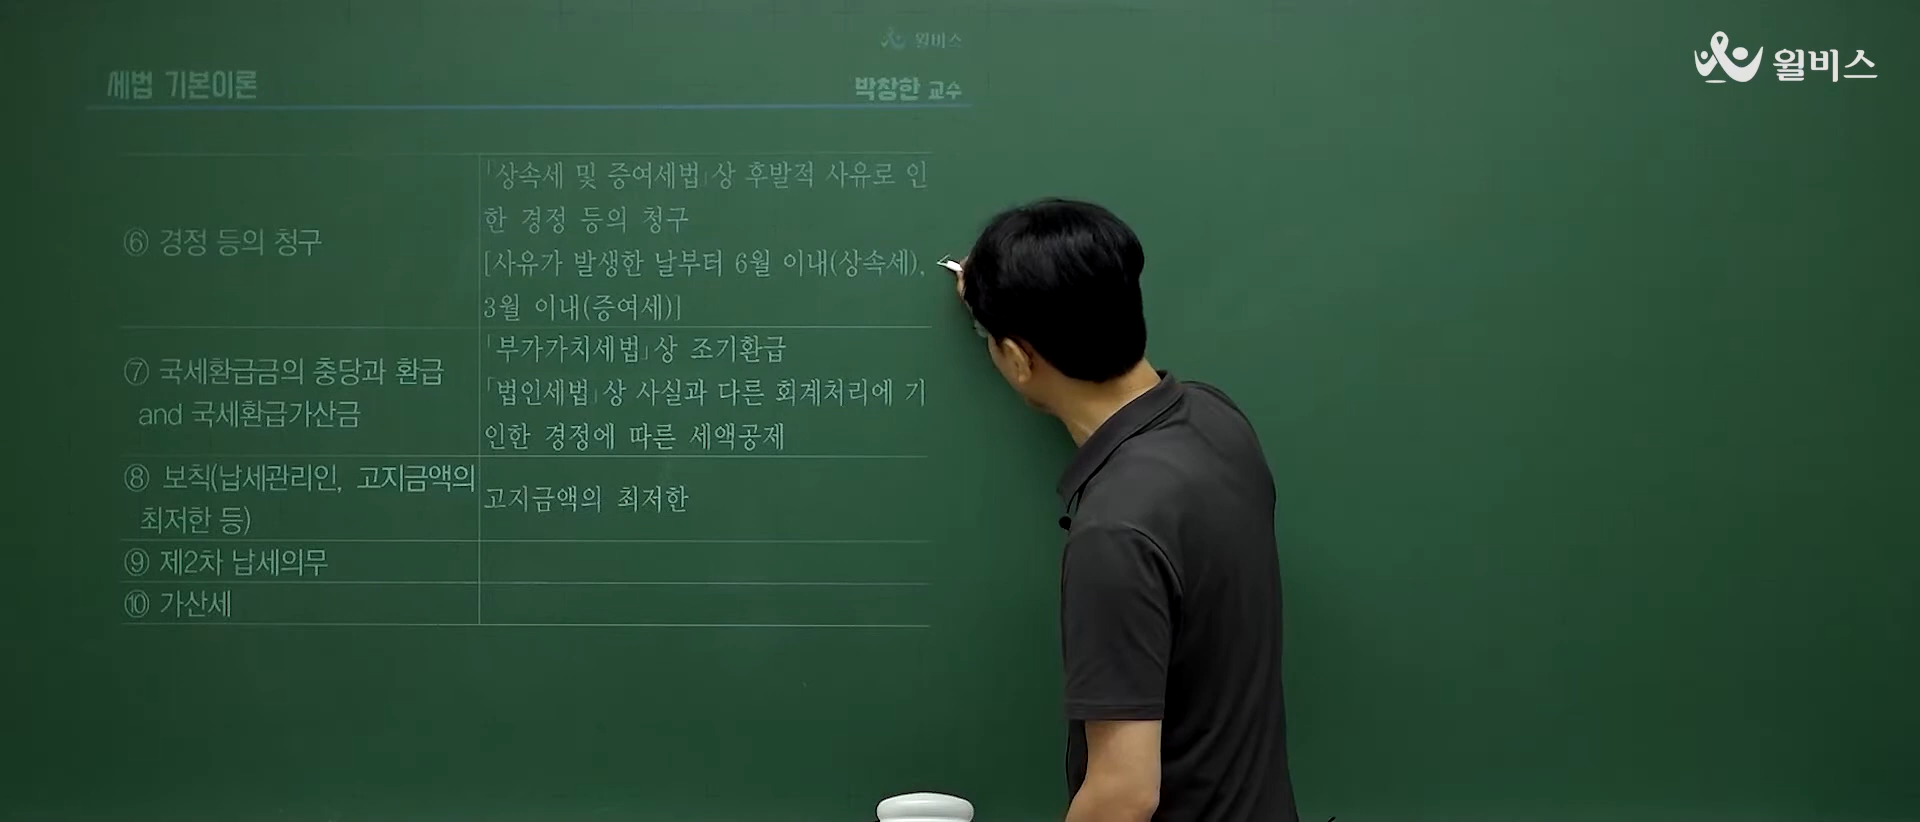 윌비스
윌비스
세법 기본이론
박창한 교수
⑥ 경정 등의 청구
「상속세 및 증여세법」상 후발적 사유로 인
한 경정 등의 청구
[사유가 발생한 날부터 6월 이내(상속세),
3월 이내(증여세)]
⑦ 국세환급금의 충당과 환급
and 국세환급가산금
「부가가치세법」상 조기환급
「법인세법」상 사실과 다른 회계처리에 기
인한 경정에 따른 세액공제
⑧ 보칙(납세관리인, 고지금액의
최저한 등)
고지금액의 최저한
⑨ 제2차 납세의무
⑩ 가산세